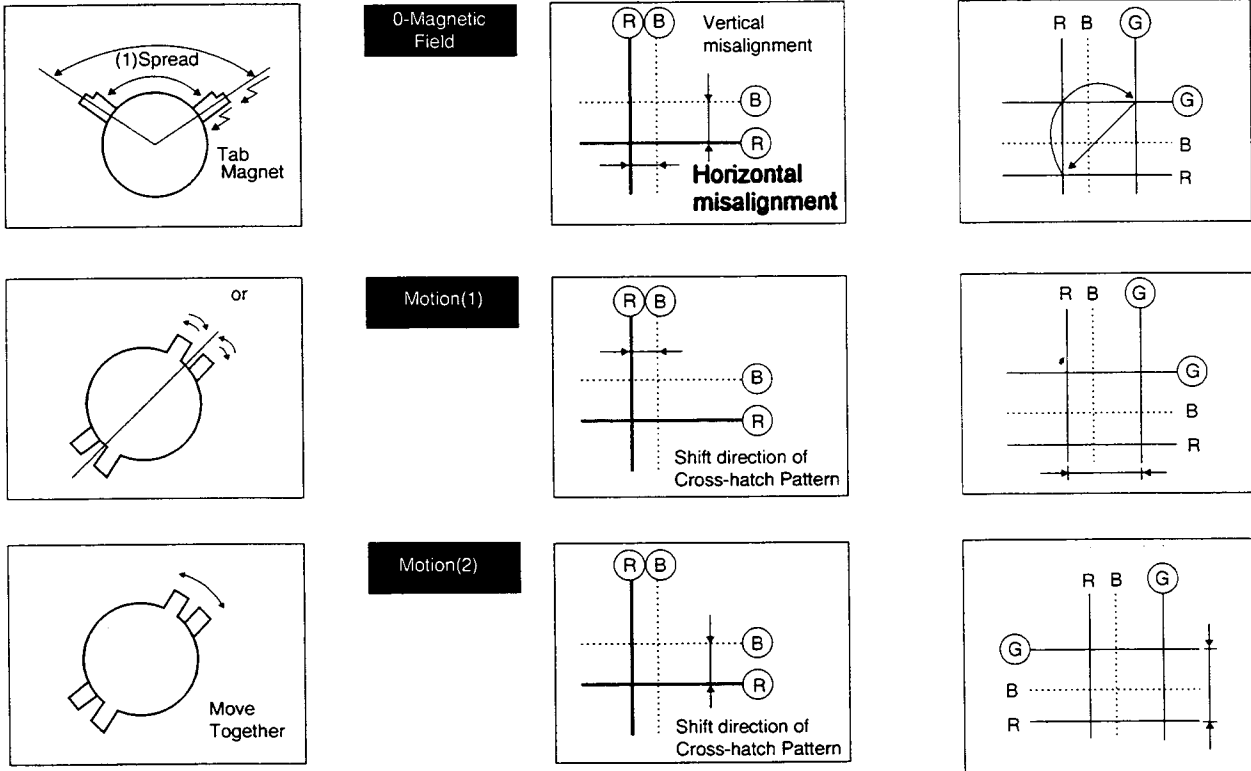 (1)Spread
Tab
Magnet
0-Magnetic
Field
R B
Vertical
misalignment
B
R
Horizontal
misalignment
R B G
G
B
R
or
Motion(1)
R B
B
R
Shift direction of
Cross-hatch Pattern
R B G
G
B
R
Move
Together
Motion(2)
R B
B
R
Shift direction of
Cross-hatch Pattern
R B G
G
B
R